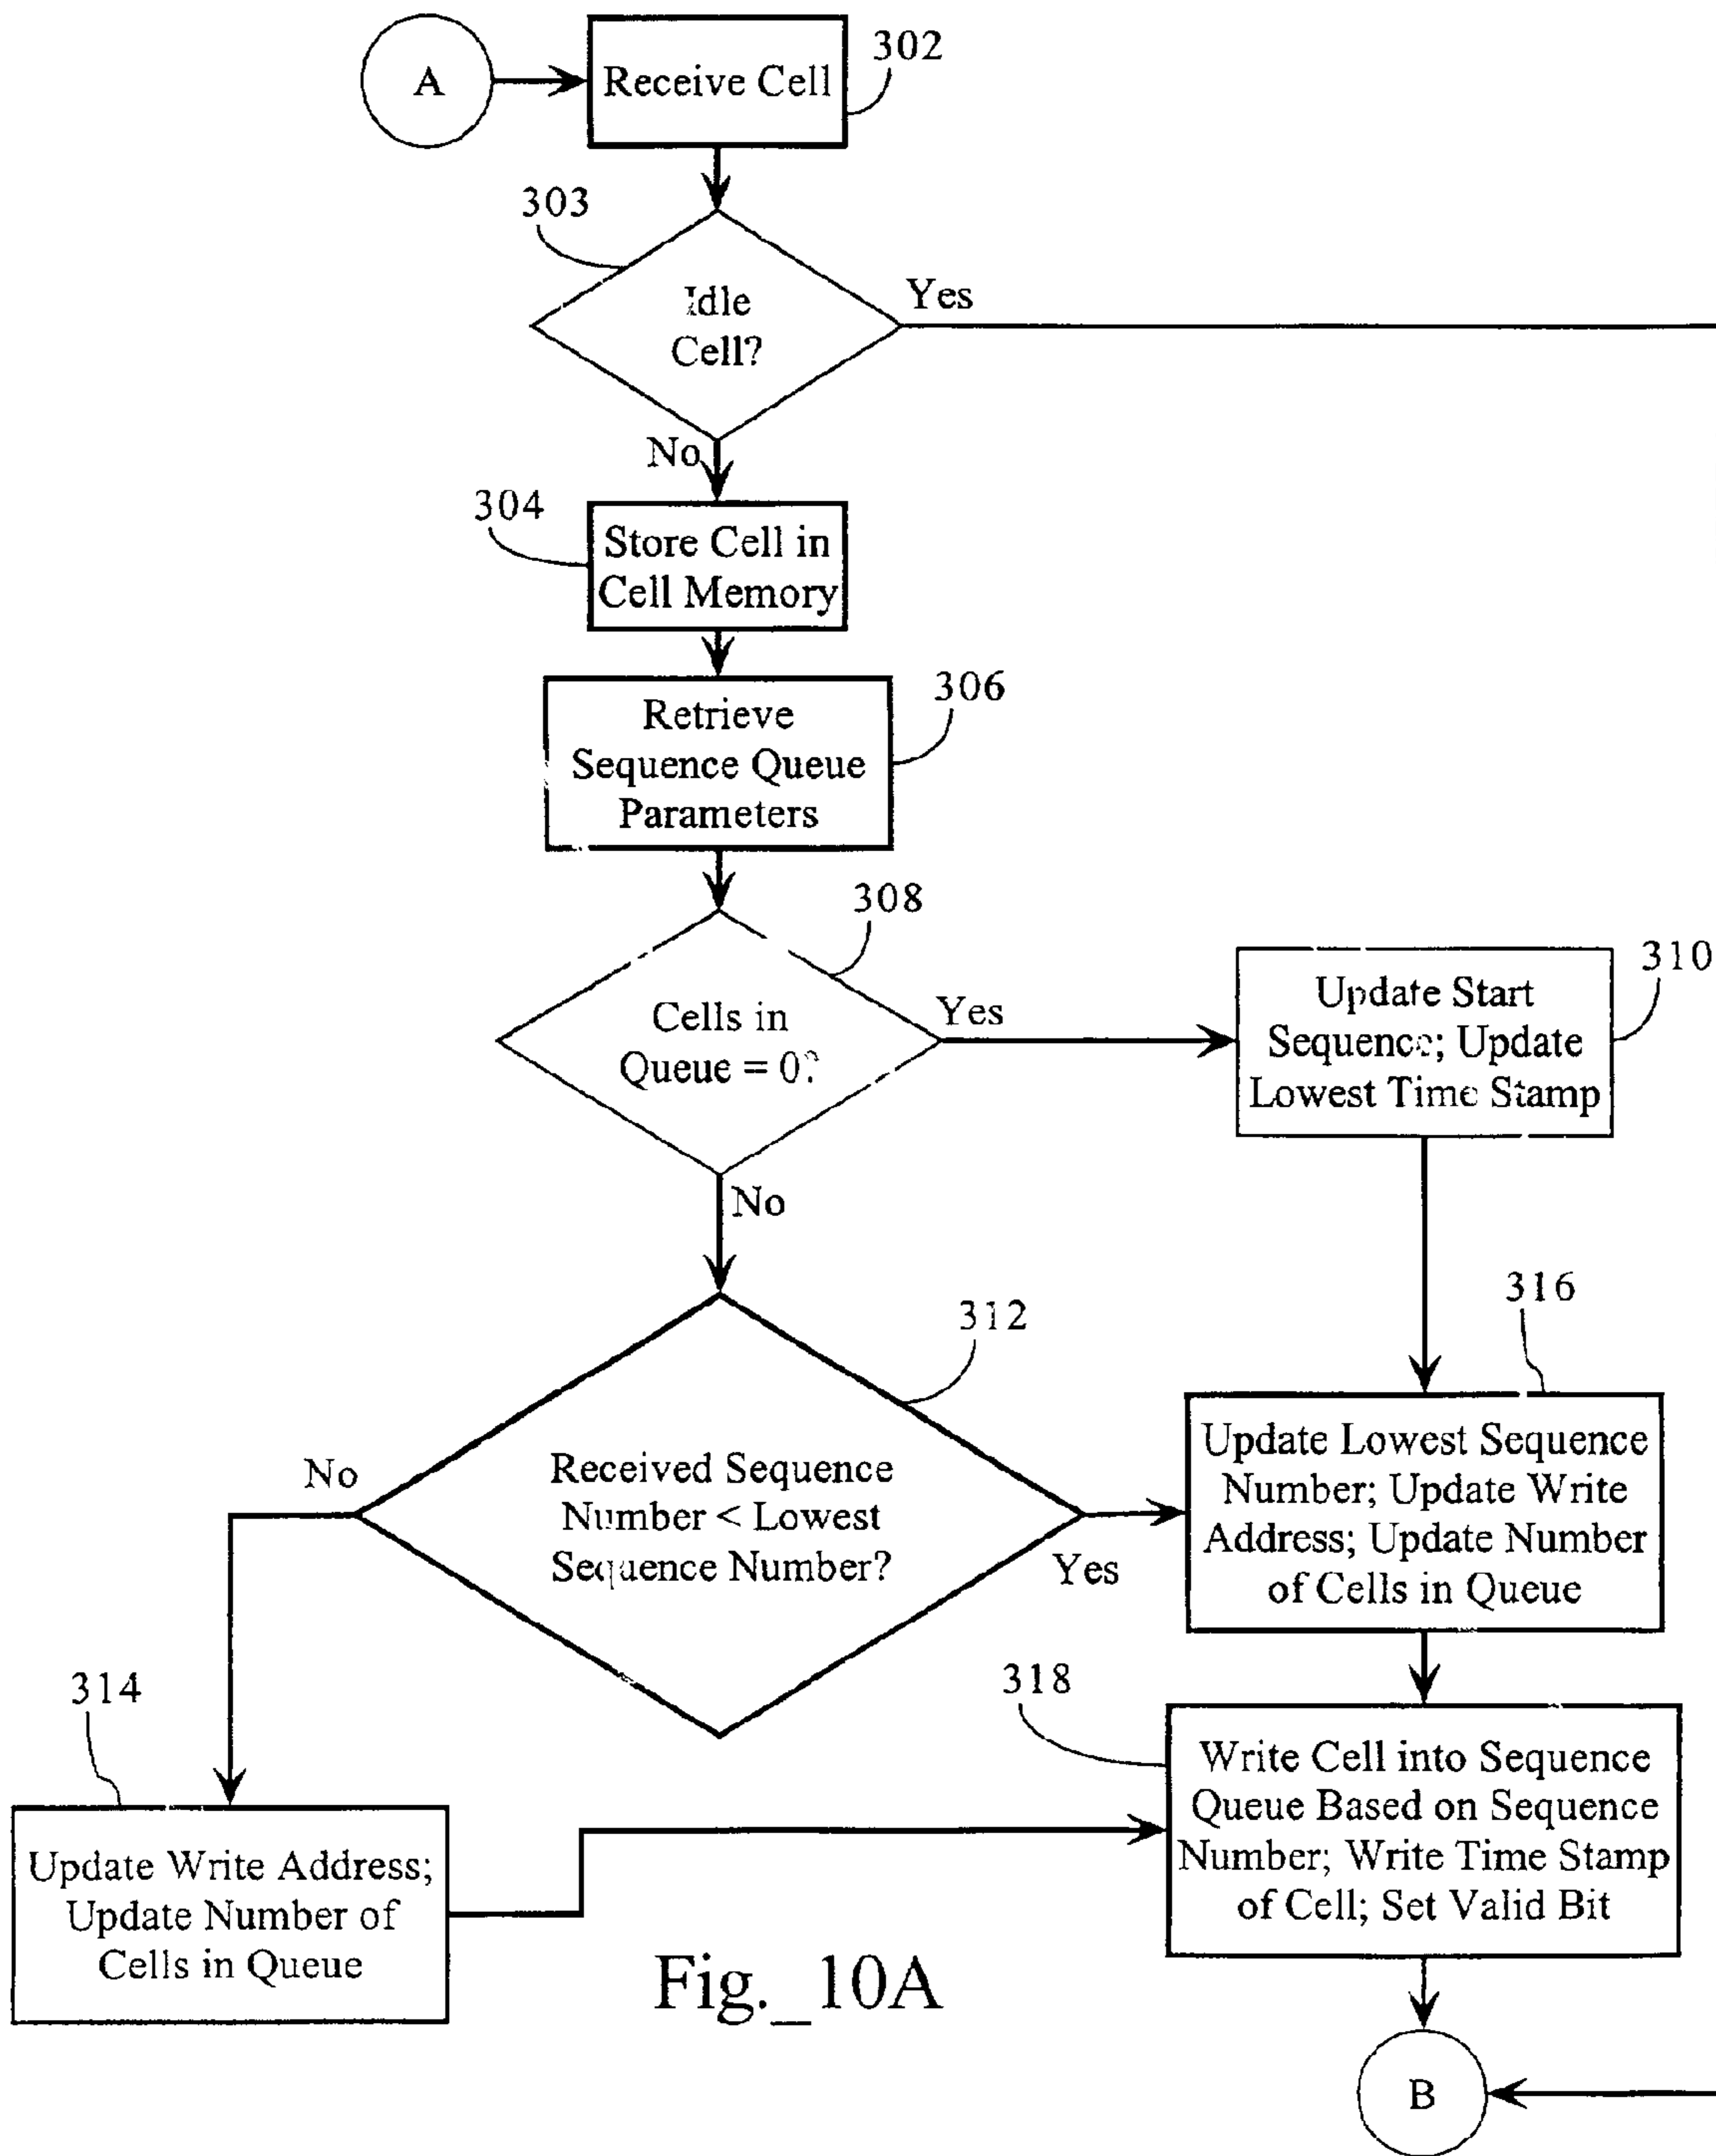 A
Receive Cell
302
303
Idle
Cell?
Yes
No
304
Store Cell in
Cell Memory
306
Retrieve
Sequence Queue
Parameters
308
Cells in
Queue = 0?
Yes
No
310
Update Start
Sequence; Update
Lowest Time Stamp
312
Received Sequence
Number < Lowest
Sequence Number?
No
Yes
316
Update Lowest Sequence
Number; Update Write
Address; Update Number
of Cells in Queue
314
Update Write Address;
Update Number of
Cells in Queue
318
Write Cell into Sequence
Queue Based on Sequence
Number; Write Time Stamp
of Cell; Set Valid Bit
Fig._10A
B